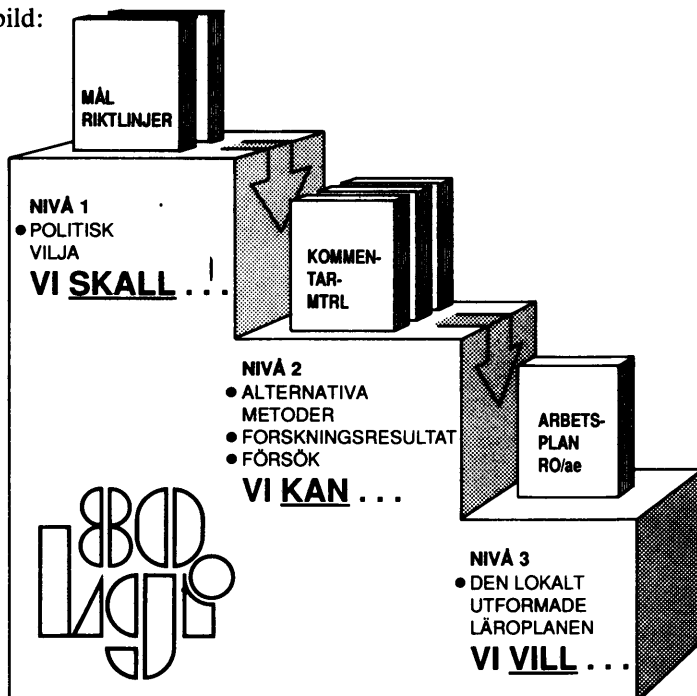 bild:
MÅL
RIKTLINJER
NIVÅ 1
● POLITISK
VILJA
VI SKALL . . .
KOMMEN-
TAR-
MTRL
NIVÅ 2
● ALTERNATIVA
METODER
● FORSKNINGSRESULTAT
● FÖRSÖK
VI KAN . . .
ARBETS-
PLAN
RO/ae
NIVÅ 3
● DEN LOKALT
UTFORMADE
LÄROPLANEN
VI VILL . . .
80
Lgr